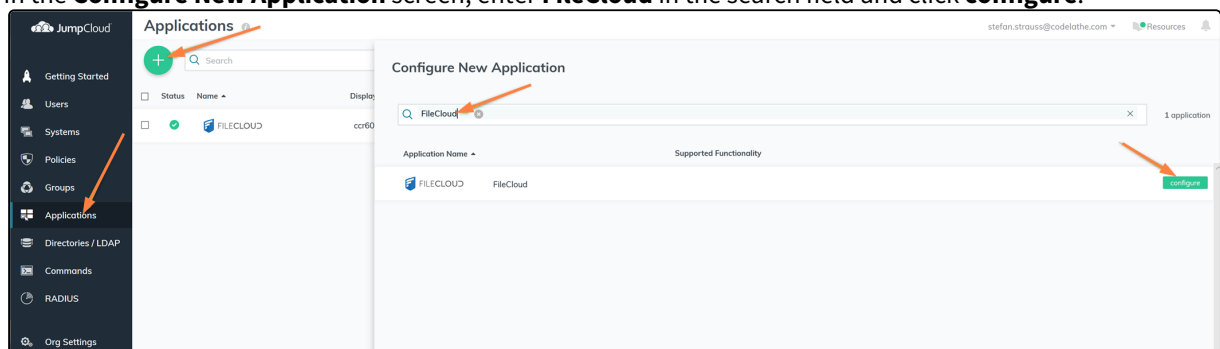 In the Configure New Application screen, enter FileCloud in the search field and click configure.
JumpCloud
Applications
stefan.strauss@codelathe.com
Resources
Search
Configure New Application
Getting Started
Status Name Display
Users
FileCloud
1 application
Systems
FILECLOUD ccr60
Policies
Application Name Supported Functionality
Groups
FILECLOUD FileCloud configure
Applications
Directories / LDAP
Commands
RADIUS
Org Settings